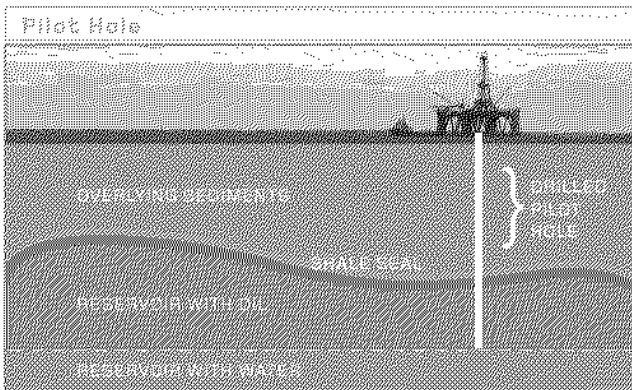 Pilot Hole
OVERLYING SEDIMENTS
DRILLED
PILOT
HOLE
SHALE SEAL
RESERVOIR WITH OIL
RESERVOIR WITH WATER